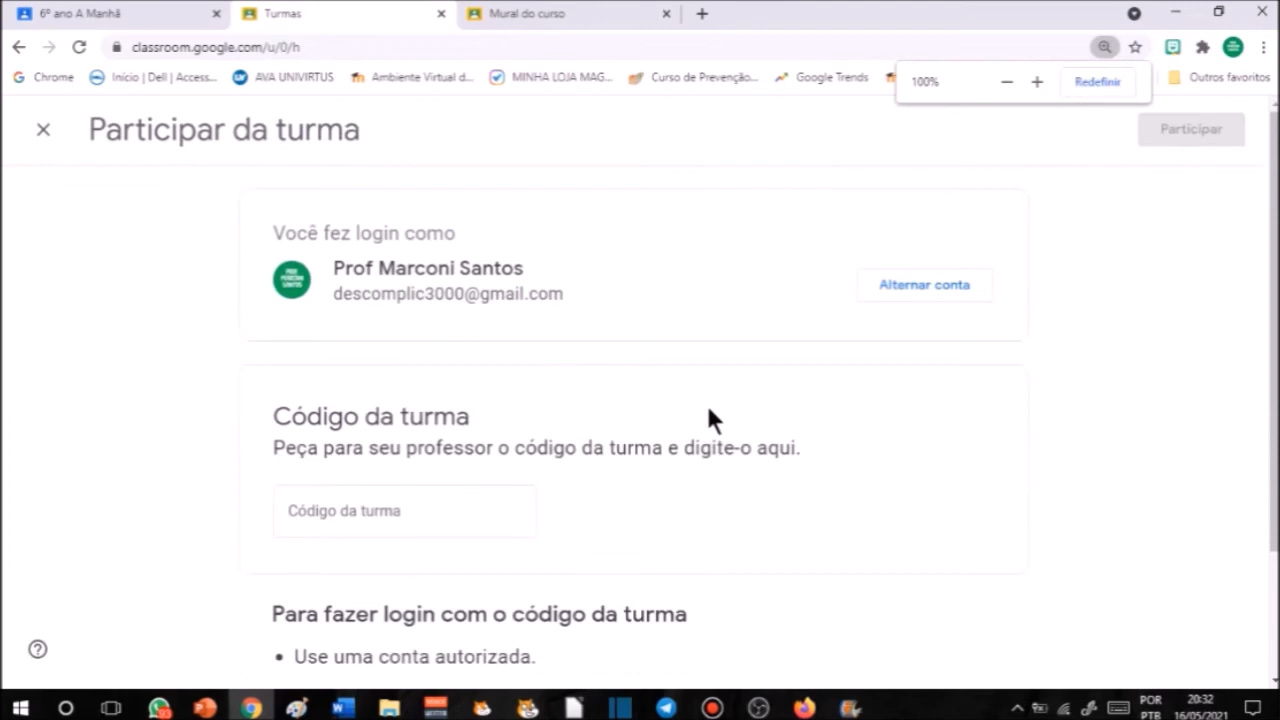 6º ano A Manhã
Turmas
Mural do curso
classroom.google.com/u/0/h
Chrome
Início | Dell | Access...
AVA UNIVIRTUS
Ambiente Virtual d...
MINHA LOJA MAG...
Curso de Prevenção...
Google Trends
Outros favoritos
100%
Redefinir
Participar da turma
Participar
Você fez login como
Prof Marconi Santos
descomplic3000@gmail.com
Alternar conta
Código da turma
Peça para seu professor o código da turma e digite-o aqui.
Código da turma
Para fazer login com o código da turma
• Use uma conta autorizada.
POR
PTB
20:32
16/05/2021